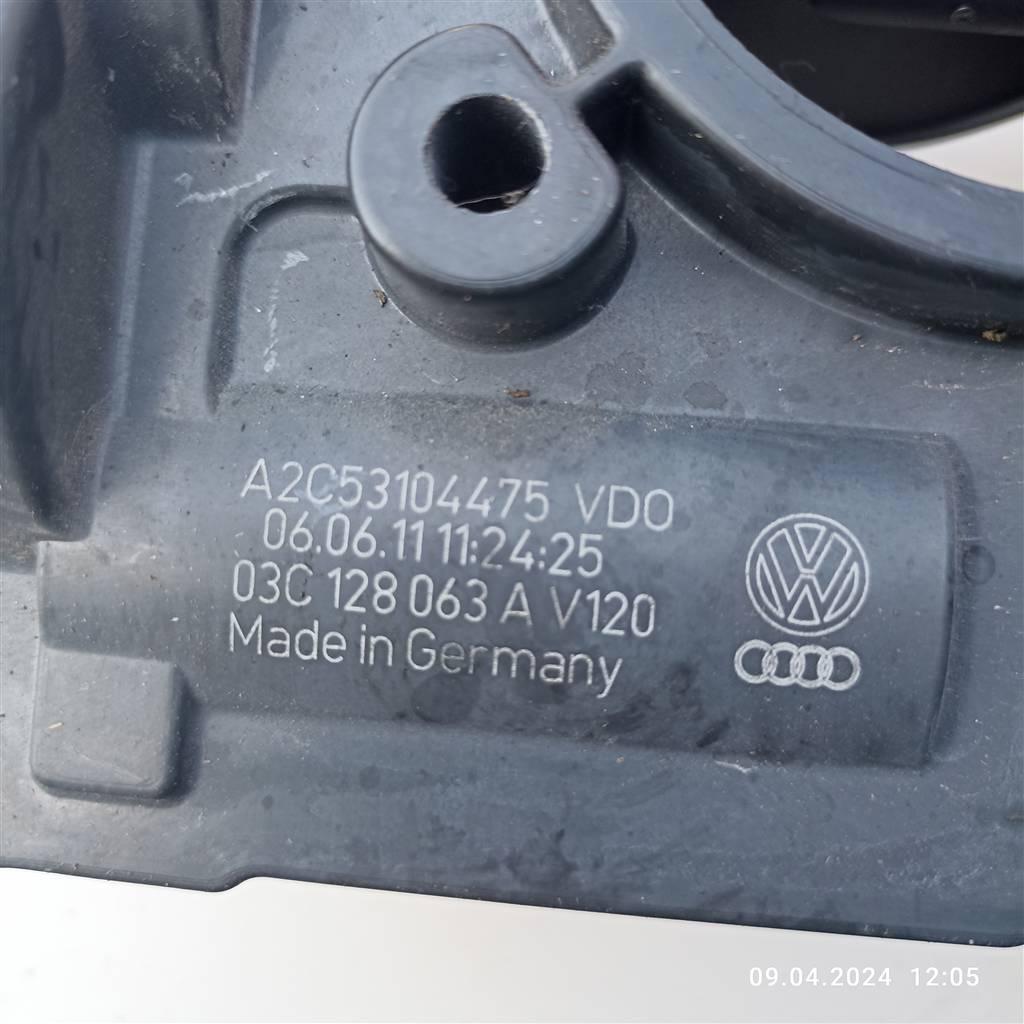 A2C53104475 VDO
06.06.11 11:24:25
03C 128 063 A V120
Made in Germany
09.04.2024 12:05